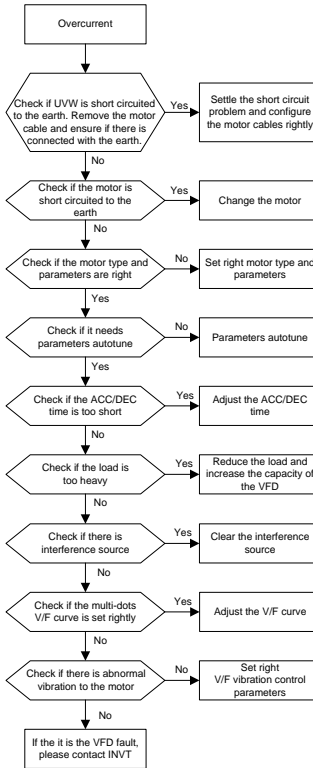 Overcurrent
Check if UVW is short circuited
to the earth. Remove the motor
cable and ensure if there is
connected with the earth.
Yes
Settle the short circuit
problem and configure
the motor cables rightly
No
Check if the motor is
short circuited to the
earth
Yes
Change the motor
No
Check if the motor type and
parameters are right
No
Set right motor type and
parameters
Yes
Check if it needs
parameters autotune
No
Parameters autotune
Yes
Check if the ACC/DEC
time is too short
Yes
Adjust the ACC/DEC
time
No
Check if the load is
too heavy
Yes
Reduce the load and
increase the capacity of
the VFD
No
Check if there is
interference source
Yes
Clear the interference
source
No
Check if the multi-dots
V/F curve is set rightly
Yes
Adjust the V/F curve
No
Check if there is abnormal
vibration to the motor
No
Set right
V/F vibration control
parameters
No
If the it is the VFD fault,
please contact INVT